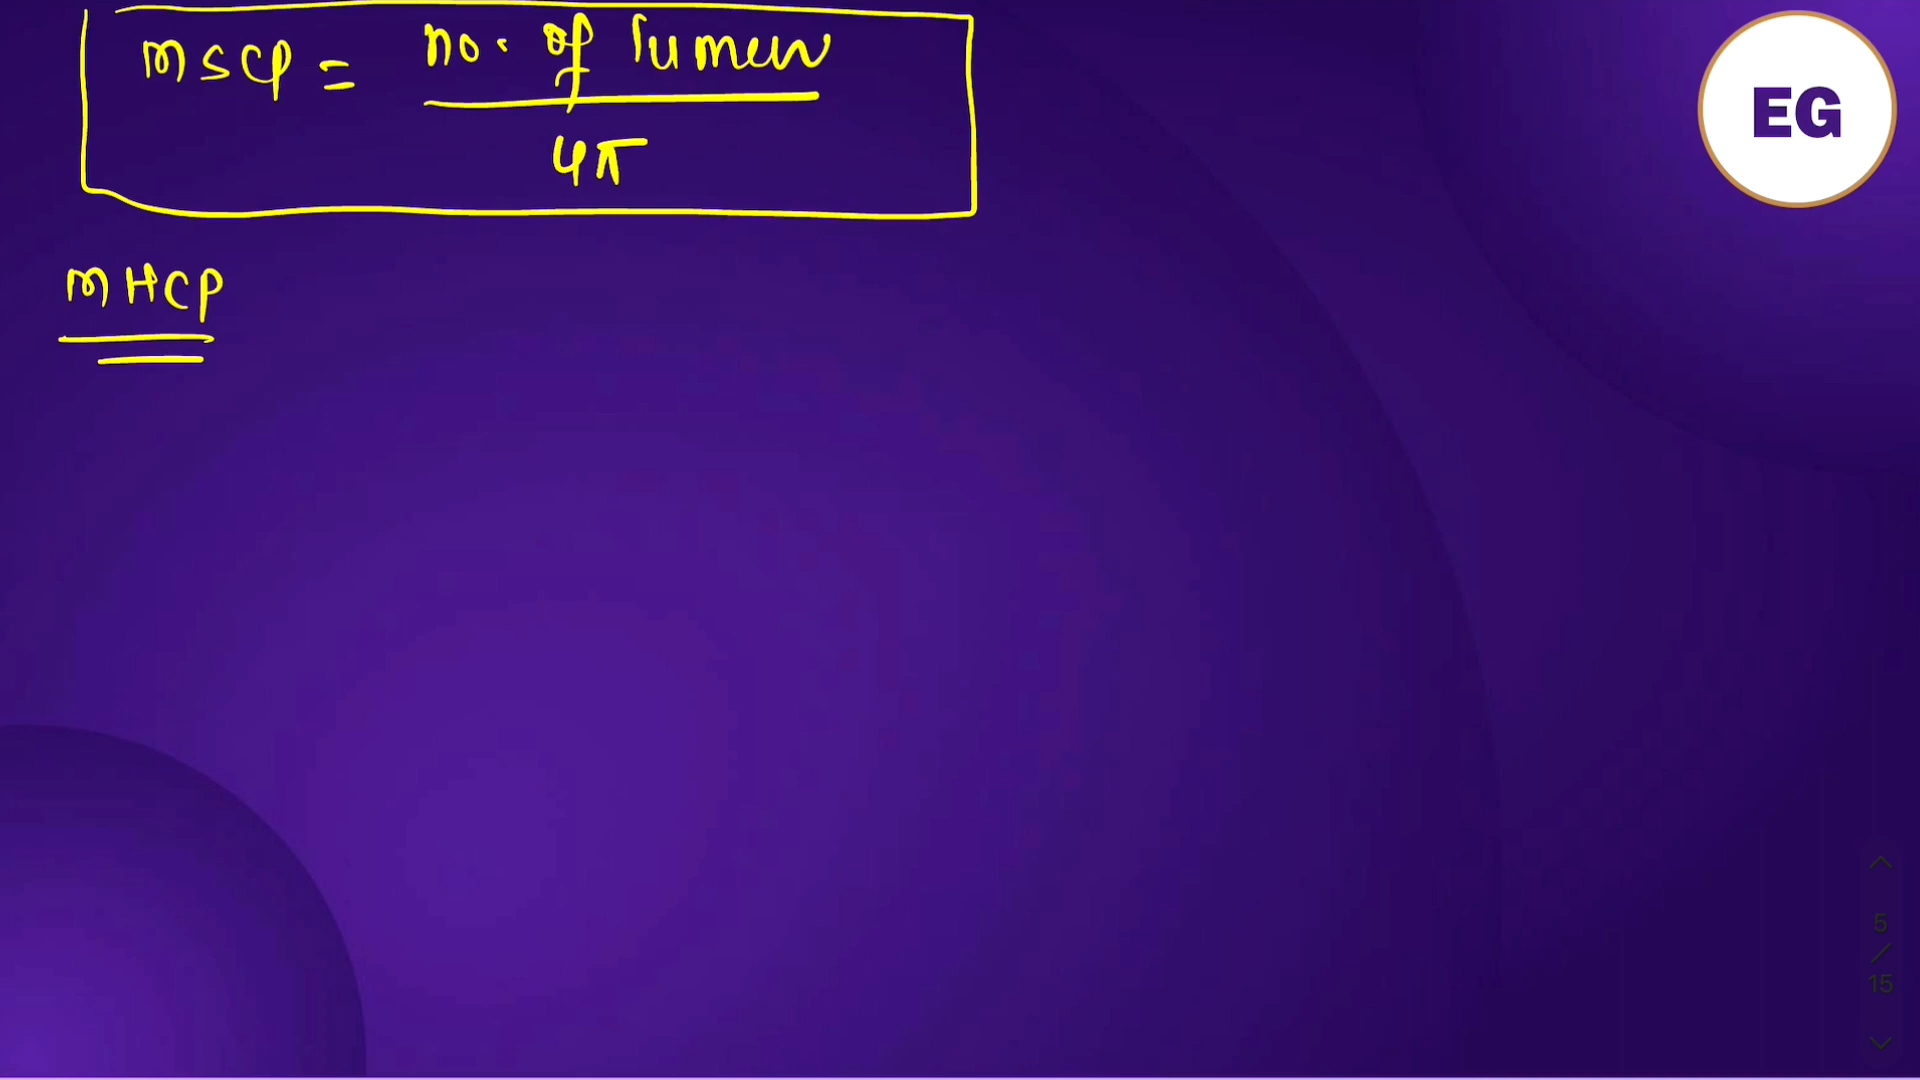 MSCP = no. of lumen
4π
EG
MHCP
5
/
15